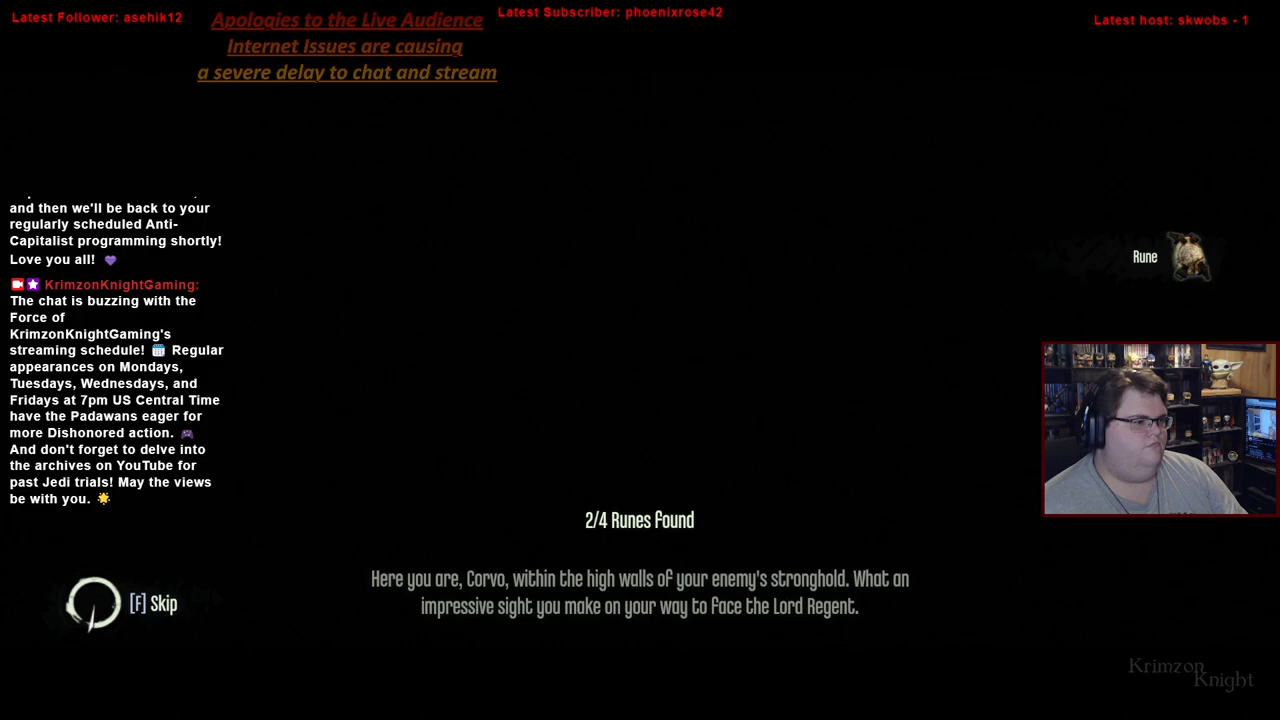 Latest Follower: asehik12
Apologies to the Live Audience
Internet Issues are causing
a severe delay to chat and stream
Latest Subscriber: phoenixrose42
Latest host: skwobs - 1
and then we'll be back to your
regularly scheduled Anti-
Capitalist programming shortly!
Love you all! 💜
KrimzonKnightGaming:
The chat is buzzing with the
Force of
KrimzonKnightGaming's
streaming schedule! 🗓️ Regular
appearances on Mondays,
Tuesdays, Wednesdays, and
Fridays at 7pm US Central Time
have the Padawans eager for
more Dishonored action. 🎮
And don't forget to delve into
the archives on YouTube for
past Jedi trials! May the views
be with you. 🌟
Rune
2/4 Runes found
Here you are, Corvo, within the high walls of your enemy's stronghold. What an
impressive sight you make on your way to face the Lord Regent.
[F] Skip
Krimzon
Knight